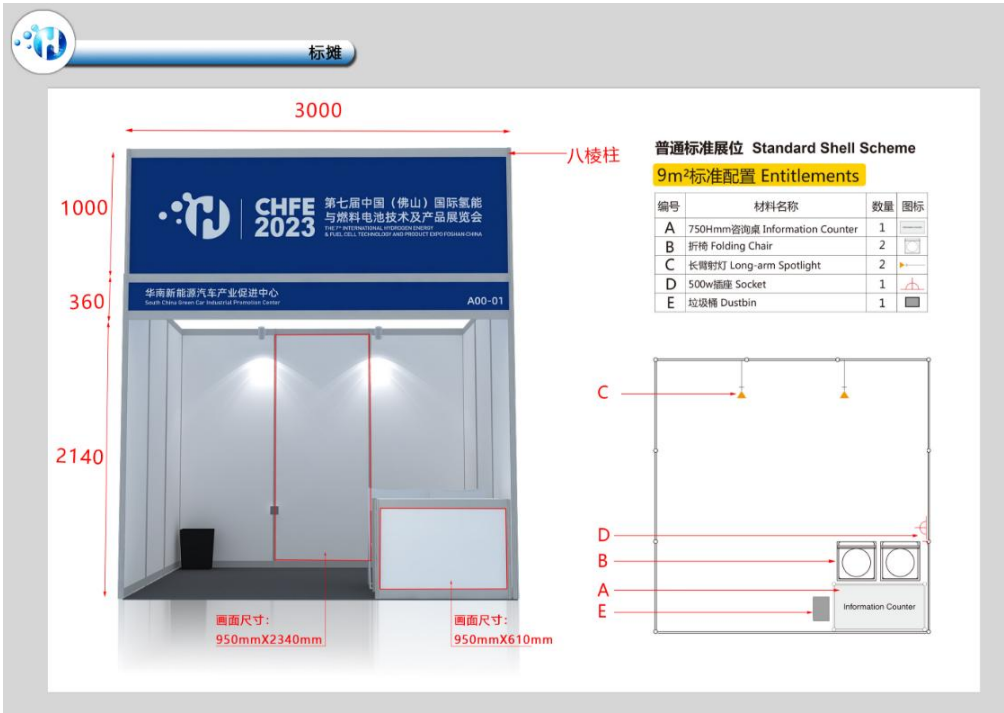 标摊
3000
八棱柱
1000
CHFE
2023
第七届中国（佛山）国际氢能
与燃料电池技术及产品展览会
THE 7TH INTERNATIONAL HYDROGEN ENERGY
& FUEL CELL TECHNOLOGY AND PRODUCT EXPO FOSHAN·CHINA
360
华南新能源汽车产业促进中心
South China Green Car Industrial Promotion Center
A00-01
2140
画面尺寸：
950mmX2340mm
画面尺寸：
950mmX610mm
普通标准展位 Standard Shell Scheme
9m²标准配置 Entitlements
编号 材料名称 数量 图标
A 750Hmm咨询桌 Information Counter 1
B 折椅 Folding Chair 2
C 长臂射灯 Long-arm Spotlight 2
D 500w插座 Socket 1
E 垃圾桶 Dustbin 1
C
D
B
A
E
Information Counter